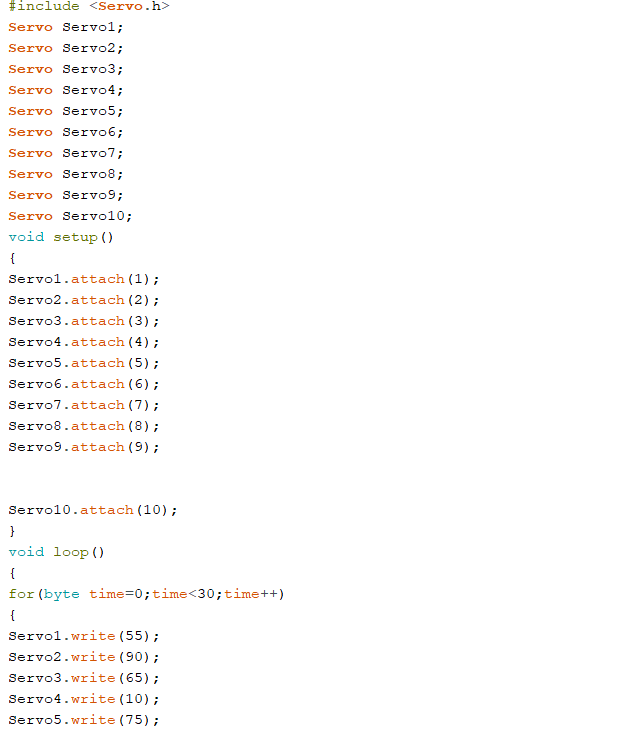 #include <Servo.h>
Servo Servo1;
Servo Servo2;
Servo Servo3;
Servo Servo4;
Servo Servo5;
Servo Servo6;
Servo Servo7;
Servo Servo8;
Servo Servo9;
Servo Servo10;
void setup()
{
Servo1.attach(1);
Servo2.attach(2);
Servo3.attach(3);
Servo4.attach(4);
Servo5.attach(5);
Servo6.attach(6);
Servo7.attach(7);
Servo8.attach(8);
Servo9.attach(9);
Servo10.attach(10);
}
void loop()
{
for(byte time=0;time<30;time++)
{
Servo1.write(55);
Servo2.write(90);
Servo3.write(65);
Servo4.write(10);
Servo5.write(75);